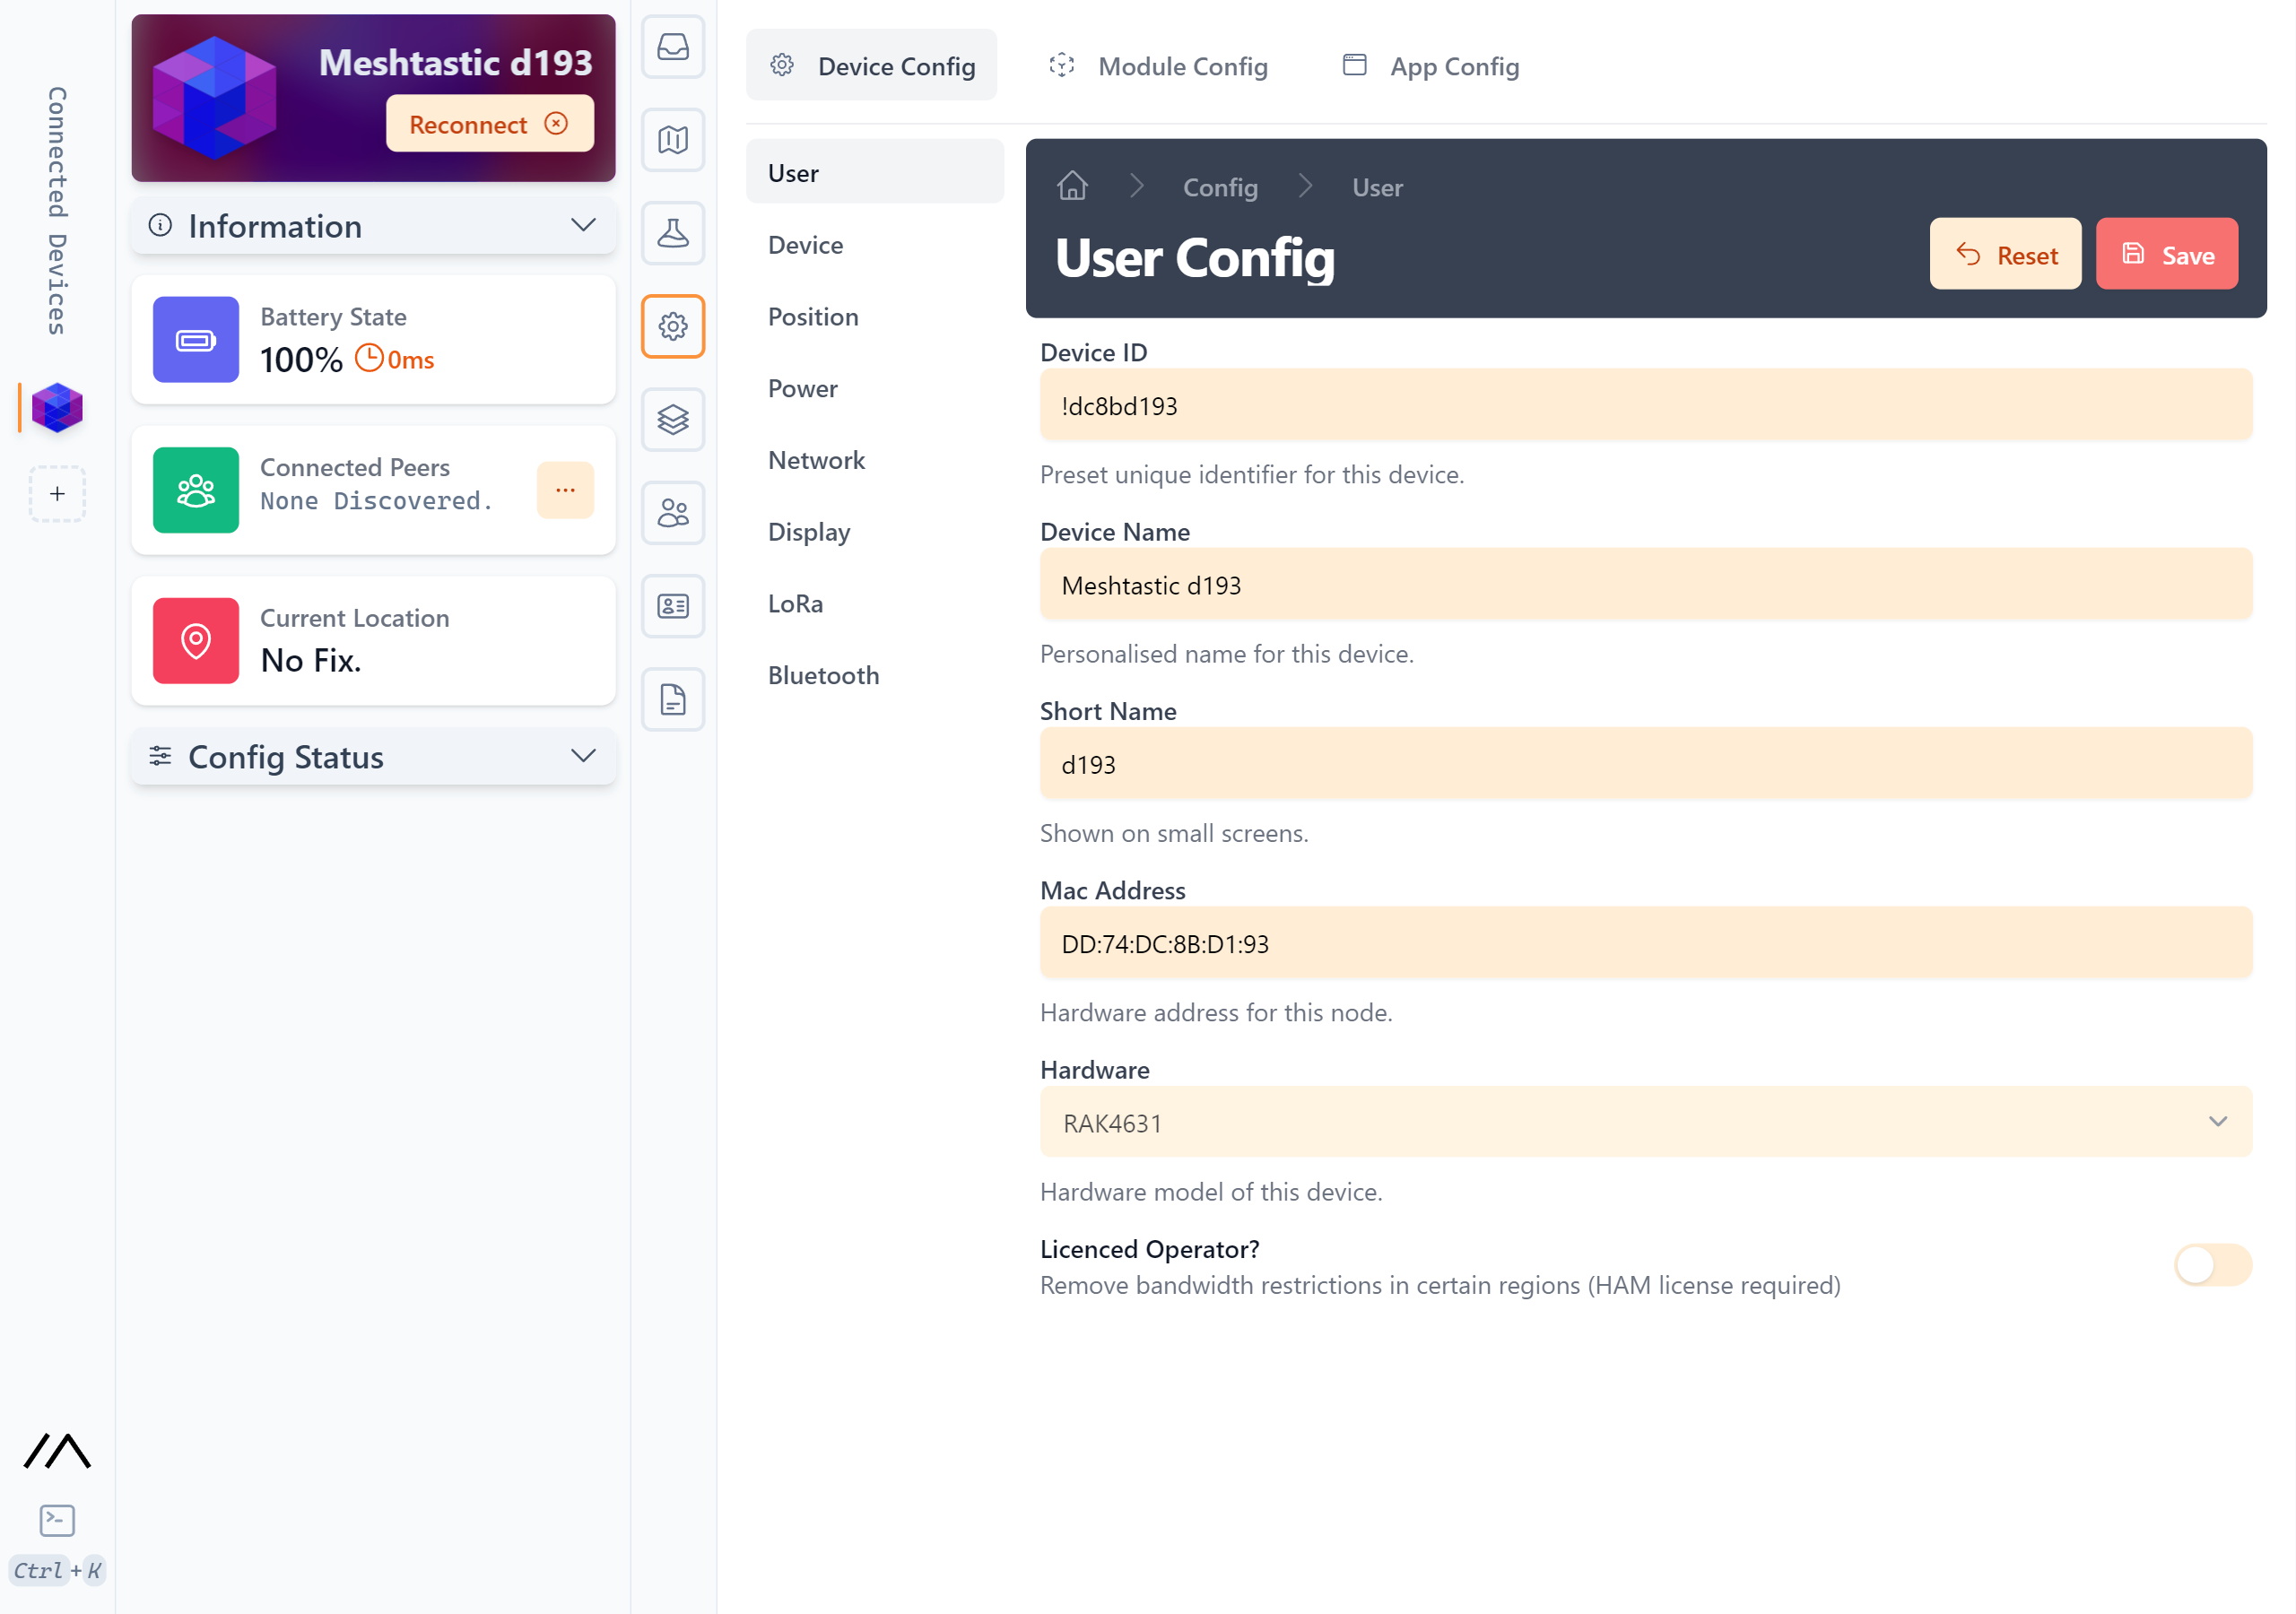 Connected Devices
+
Ctrl+K
Meshtastic d193
Reconnect
Information
Battery State
100% 0ms
Connected Peers
None Discovered.
...
Current Location
No Fix.
Config Status
Device Config
Module Config
App Config
User
Device
Position
Power
Network
Display
LoRa
Bluetooth
Config
User
User Config
Reset
Save
Device ID
!dc8bd193
Preset unique identifier for this device.
Device Name
Meshtastic d193
Personalised name for this device.
Short Name
d193
Shown on small screens.
Mac Address
DD:74:DC:8B:D1:93
Hardware address for this node.
Hardware
RAK4631
Hardware model of this device.
Licenced Operator?
Remove bandwidth restrictions in certain regions (HAM license required)